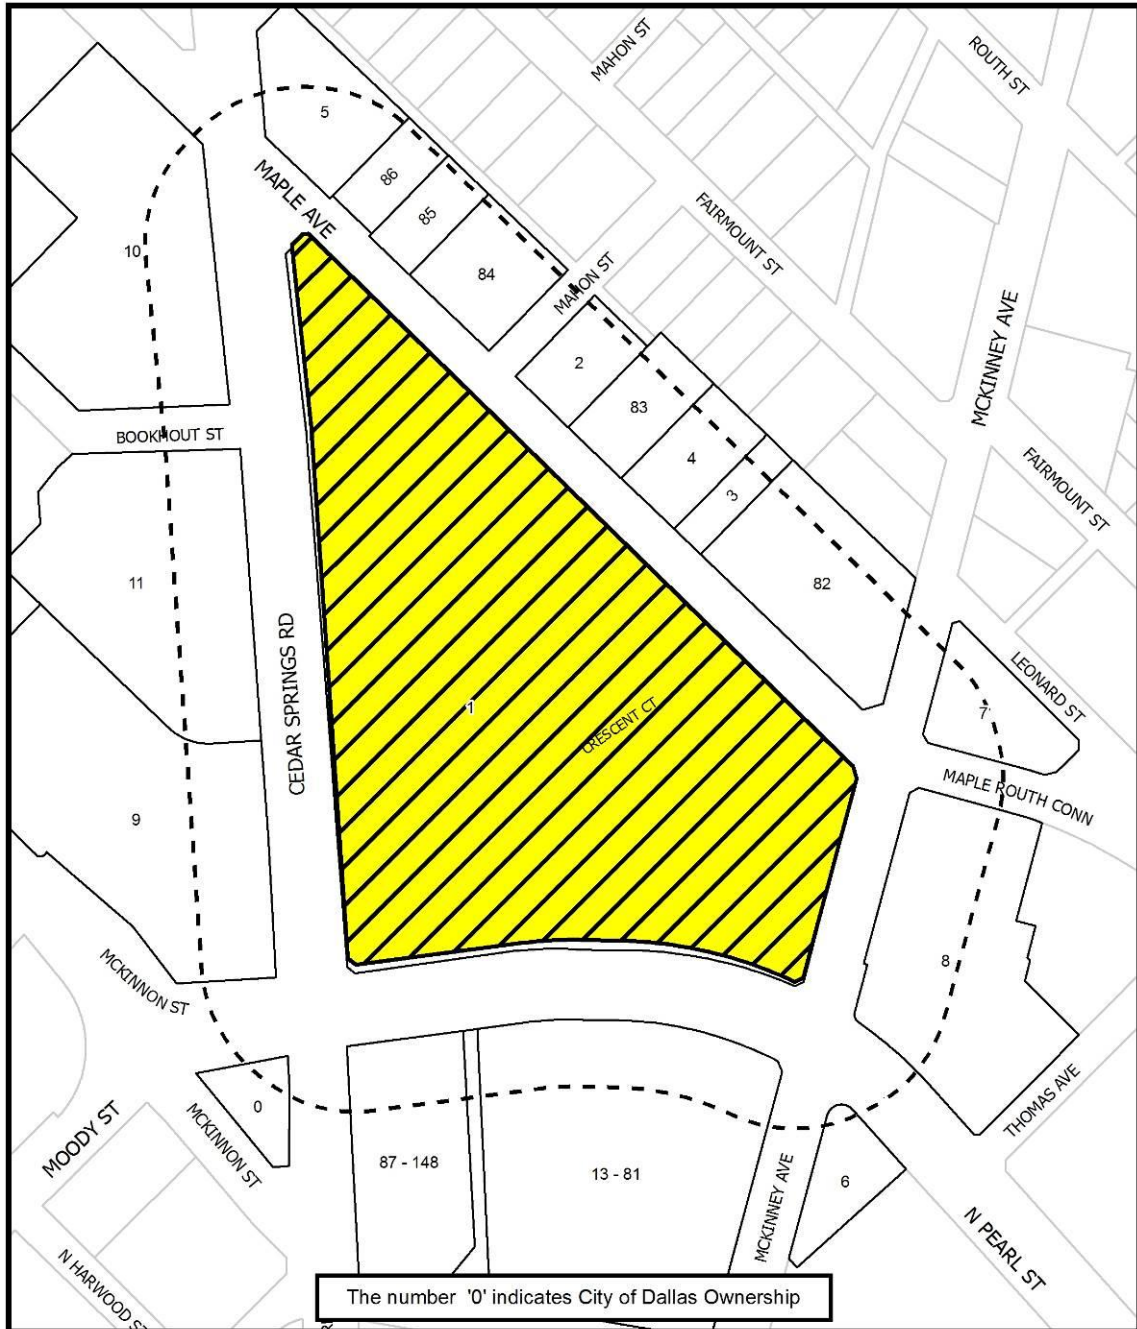 MAHON ST
ROUTH ST
5
86
85
84
MAPLE AVE
10
FAIRMOUNT ST
MAHON ST
2
83
4
3
82
MCKINNEY AVE
FAIRMOUNT ST
BOOKHOUT ST
11
CEDAR SPRINGS RD
1
CRESCENT CT
7
LEONARD ST
MAPLE ROUTH CONN
9
8
MCKINNON ST
0
MCKINNON ST
MOODY ST
THOMAS AVE
87 - 148
13 - 81
MCKINNEY AVE
6
N PEARL ST
N HARWOOD ST
The number '0' indicates City of Dallas Ownership